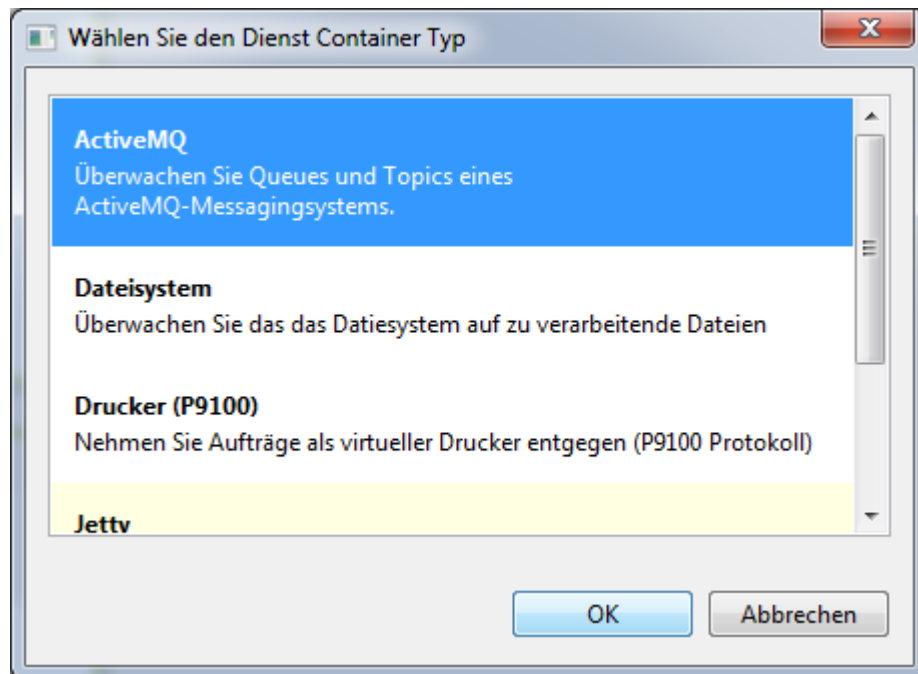 Wählen Sie den Dienst Container Typ
ActiveMQ
Überwachen Sie Queues und Topics eines
ActiveMQ-Messagingsystems.
Dateisystem
Überwachen Sie das das Datiesystem auf zu verarbeitende Dateien
Drucker (P9100)
Nehmen Sie Aufträge als virtueller Drucker entgegen (P9100 Protokoll)
Jetty
OK
Abbrechen